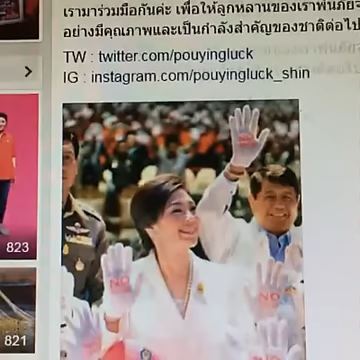 เรามาร่วมมือกันค่ะ เพื่อให้ลูกหลานของเราพ้นภัยจ
อย่างมีคุณภาพและเป็นกำลังสำคัญของชาติต่อไป
TW : twitter.com/pouyingluck
IG : instagram.com/pouyingluck_shin
NO
NO
823
821